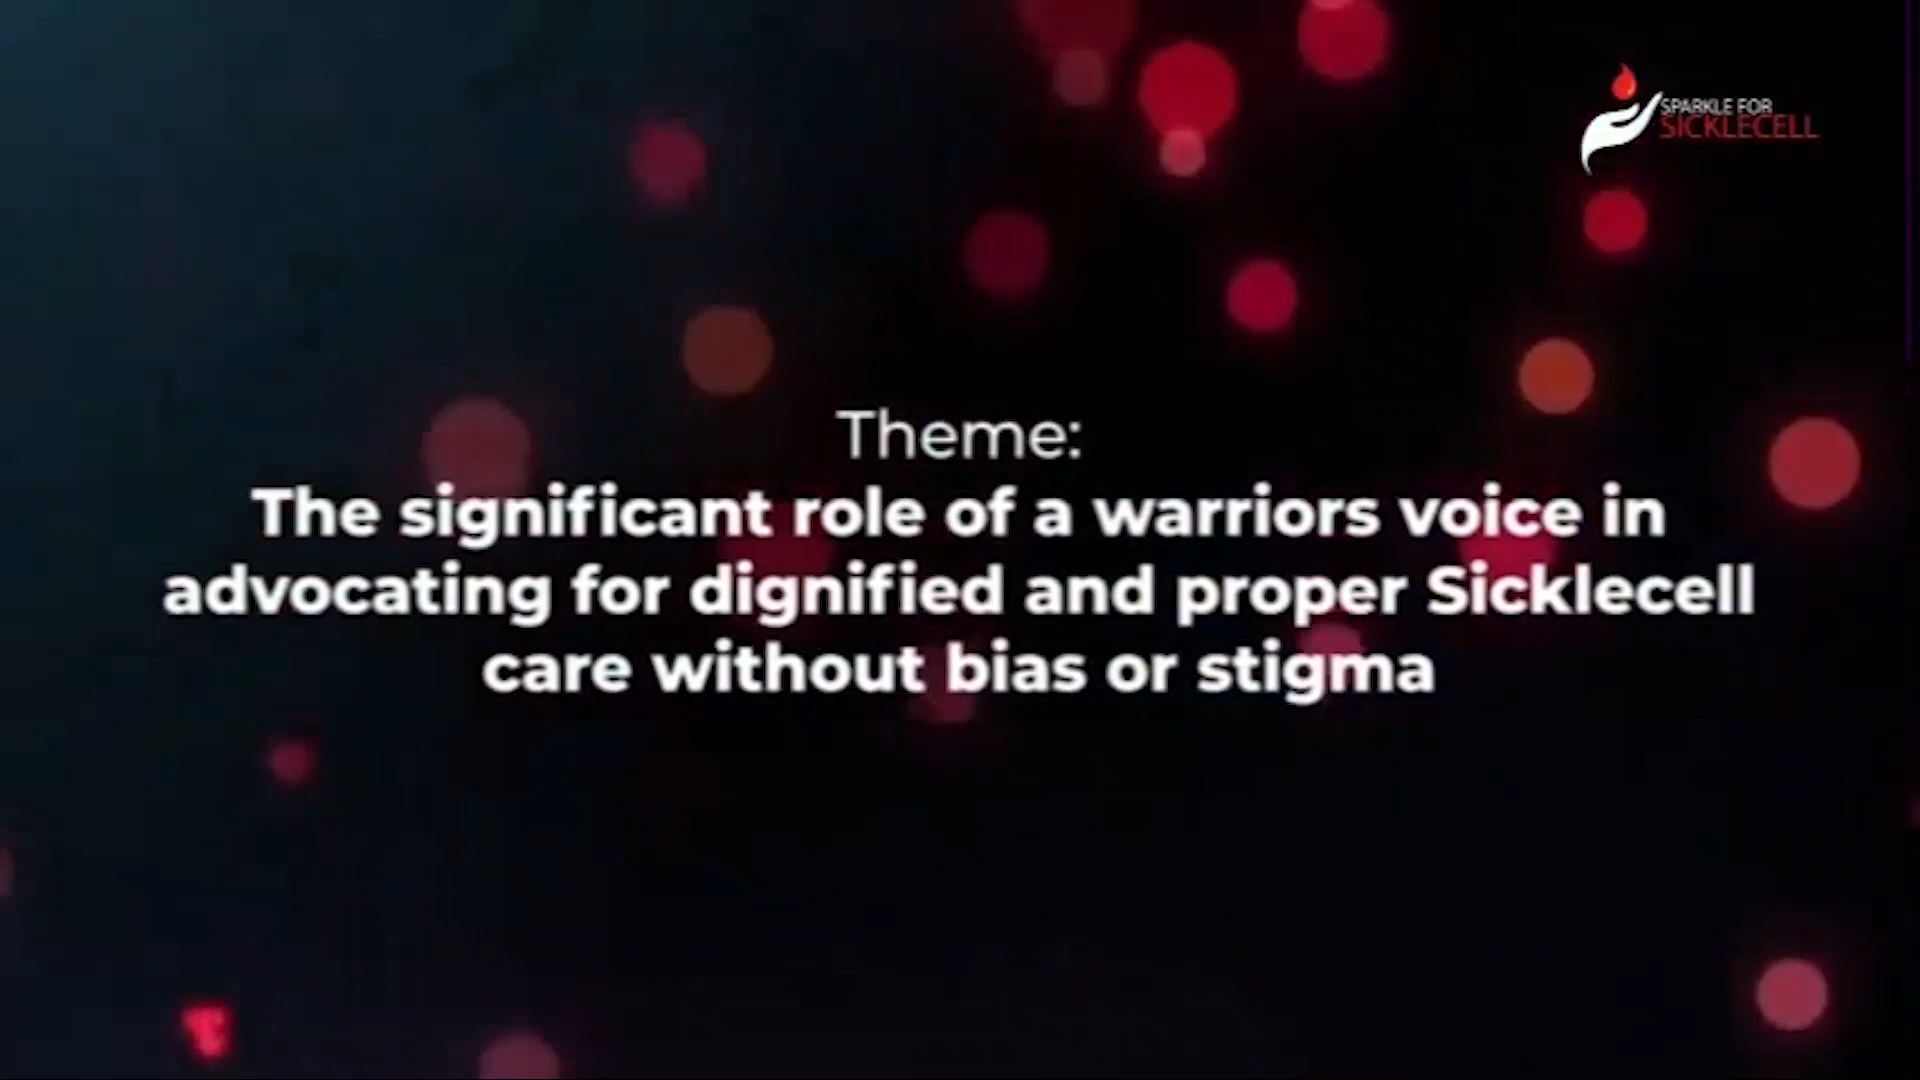 SPARKLE FOR
SICKLECELL
Theme:
The significant role of a warriors voice in
advocating for dignified and proper Sicklecell
care without bias or stigma